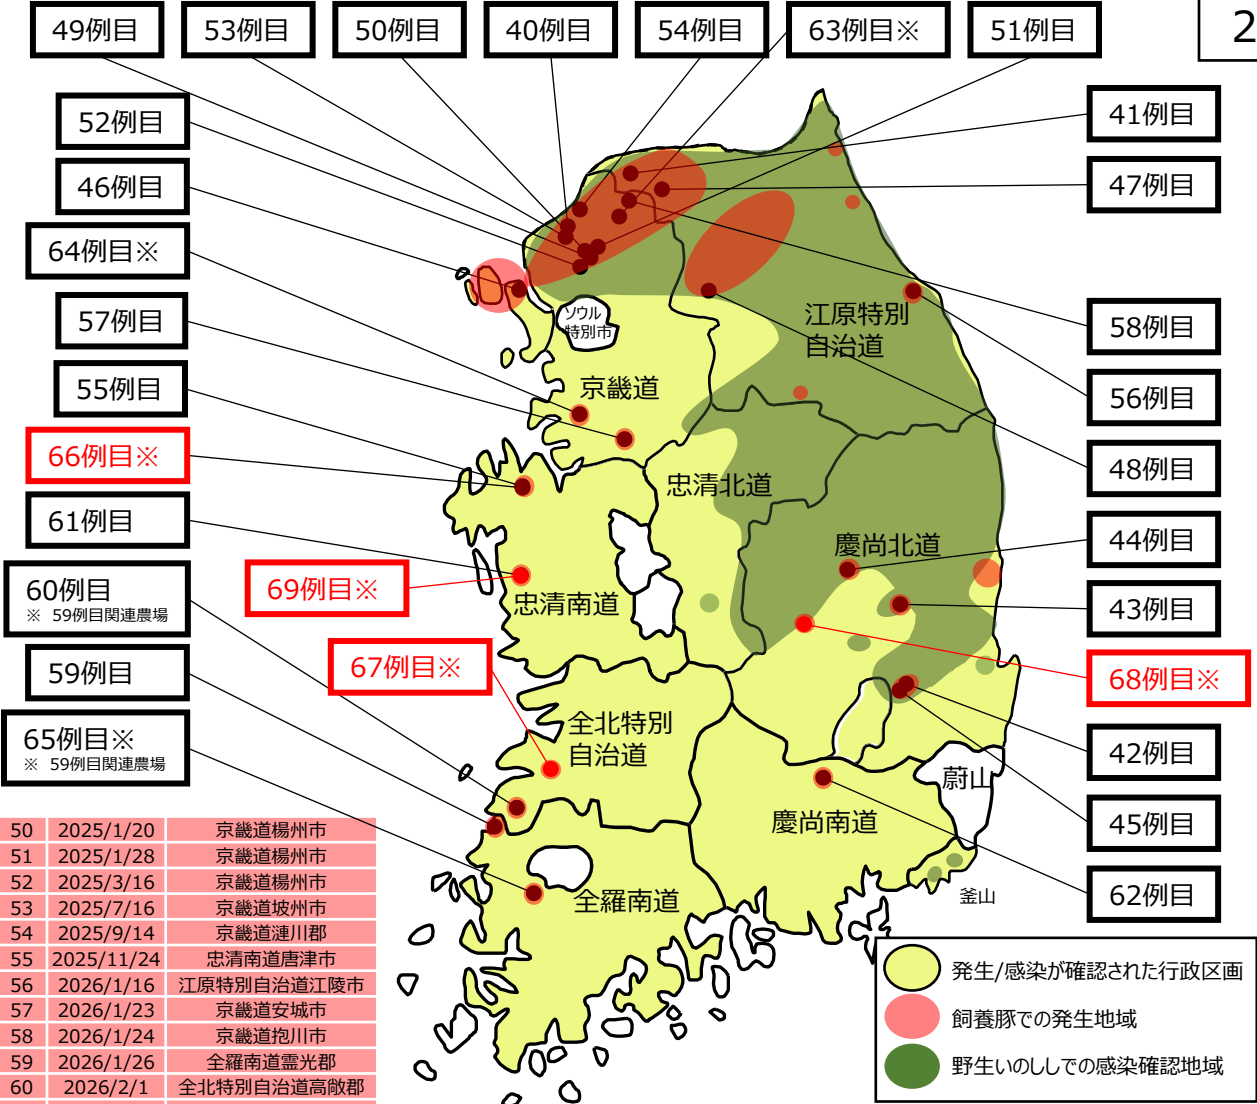 49例目
53例目
50例目
40例目
54例目
63例目※
51例目
2
52例目
46例目
64例目※
57例目
55例目
66例目※
61例目
60例目
※ 59例目関連農場
59例目
65例目※
※ 59例目関連農場
69例目※
67例目※
41例目
47例目
58例目
56例目
48例目
44例目
43例目
68例目※
42例目
45例目
62例目
ソウル
特別市
京畿道
江原特別
自治道
忠清北道
慶尚北道
忠清南道
全北特別
自治道
慶尚南道
蔚山
釜山
全羅南道
50 2025/1/20 京畿道楊州市
51 2025/1/28 京畿道楊州市
52 2025/3/16 京畿道楊州市
53 2025/7/16 京畿道坡州市
54 2025/9/14 京畿道漣川郡
55 2025/11/24 忠清南道唐津市
56 2026/1/16 江原特別自治道江陵市
57 2026/1/23 京畿道安城市
58 2026/1/24 京畿道抱川市
59 2026/1/26 全羅南道霊光郡
60 2026/2/1 全北特別自治道高敞郡
発生/感染が確認された行政区画
飼養豚での発生地域
野生いのししでの感染確認地域